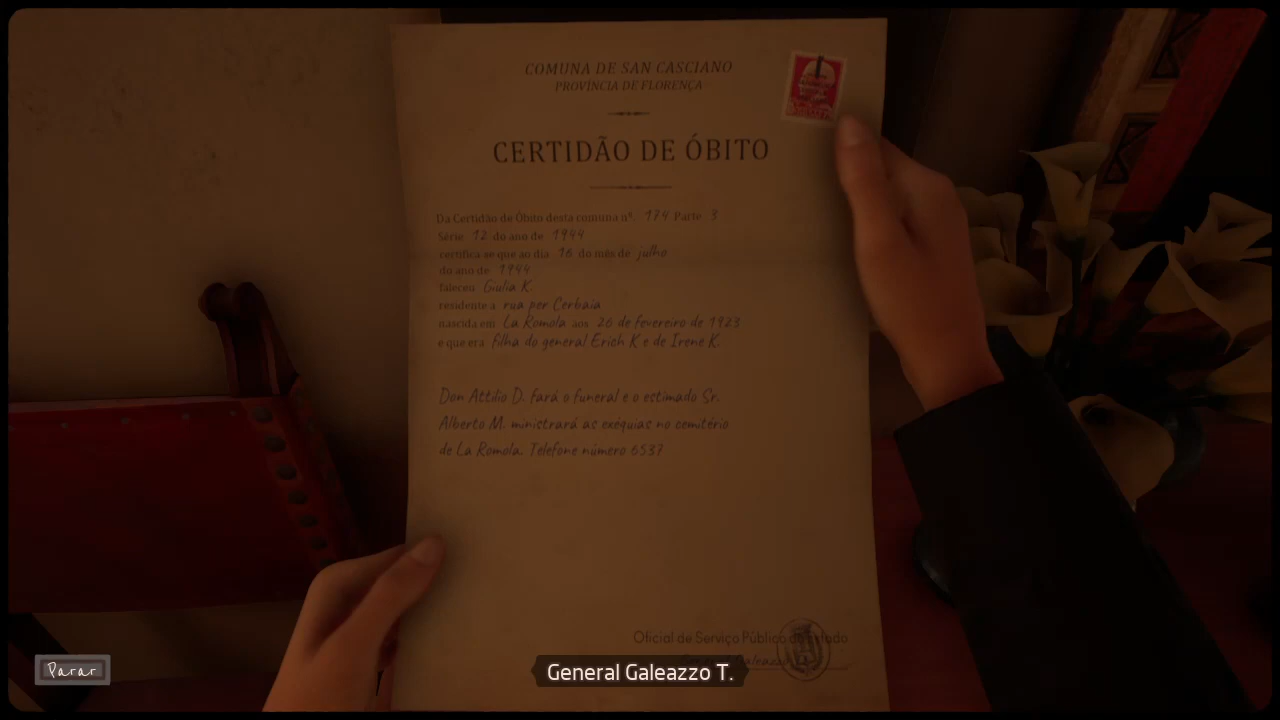 COMUNA DE SAN CASCIANO
PROVÍNCIA DE FLORENÇA
CERTIDÃO DE ÓBITO
Da Certidão de Óbito desta comuna nº. 174 Parte 3
Série 12 do ano de 1944
certifica-se que ao dia 16 do mês de julho
do ano de 1944
faleceu Giulia K.
residente a rua per Cerbaia
nascida em La Romola aos 26 de fevereiro de 1923
e que era filha do general Erich K e de Irene K.
Don Attilio D. fará o funeral e o estimado Sr.
Alberto M. ministrará as exéquias no cemitério
de La Romola. Telefone número 6537
Oficial de Serviço Público do Estado
Galeazzo
General Galeazzo T.
Parar